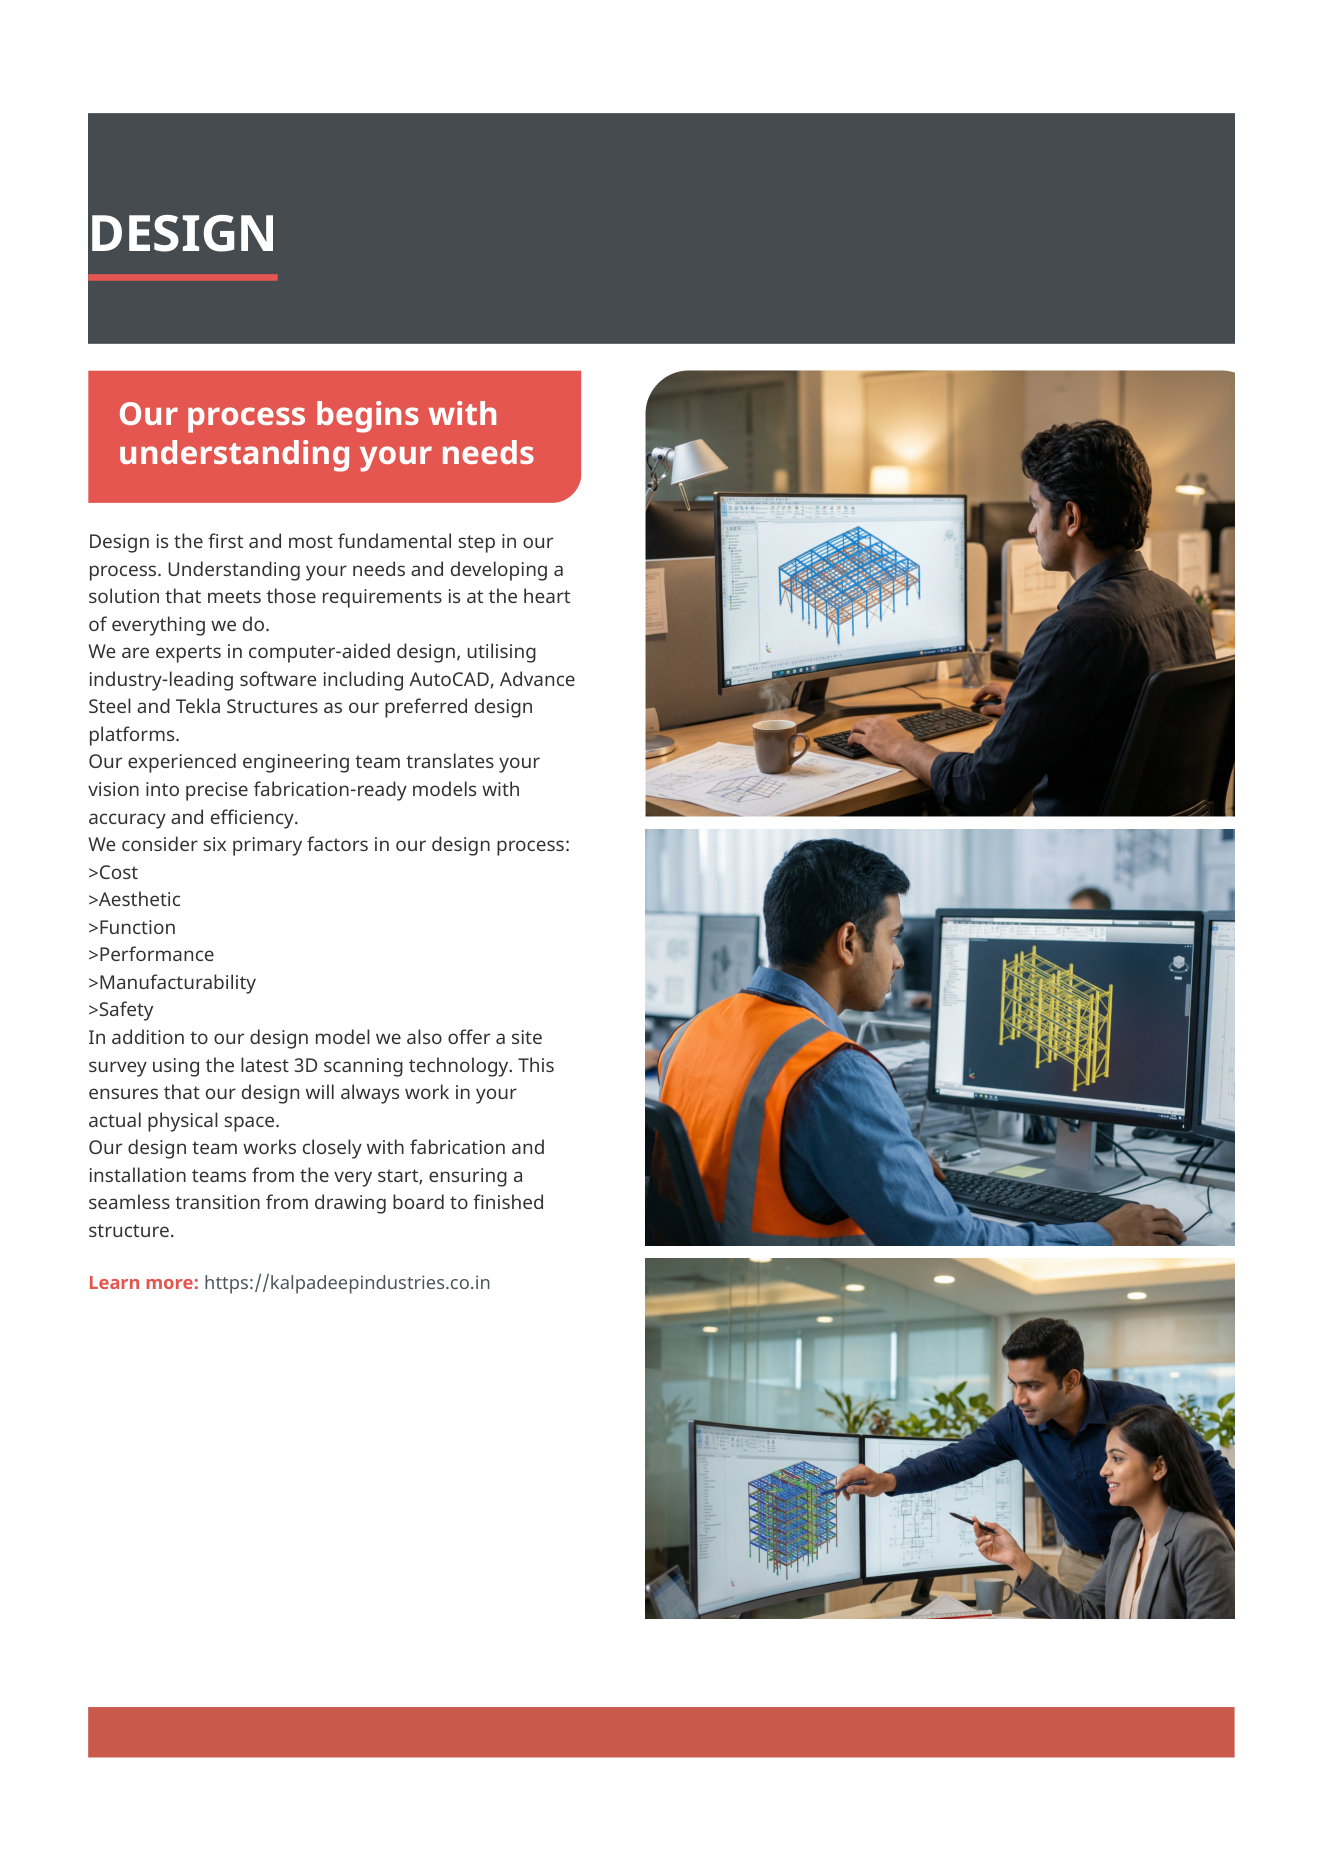 DESIGN
Our process begins with
understanding your needs
Design is the first and most fundamental step in our
process. Understanding your needs and developing a
solution that meets those requirements is at the heart
of everything we do.
We are experts in computer-aided design, utilising
industry-leading software including AutoCAD, Advance
Steel and Tekla Structures as our preferred design
platforms.
Our experienced engineering team translates your
vision into precise fabrication-ready models with
accuracy and efficiency.
We consider six primary factors in our design process:
>Cost
>Aesthetic
>Function
>Performance
>Manufacturability
>Safety
In addition to our design model we also offer a site
survey using the latest 3D scanning technology. This
ensures that our design will always work in your
actual physical space.
Our design team works closely with fabrication and
installation teams from the very start, ensuring a
seamless transition from drawing board to finished
structure.
Learn more: https://kalpadeepindustries.co.in